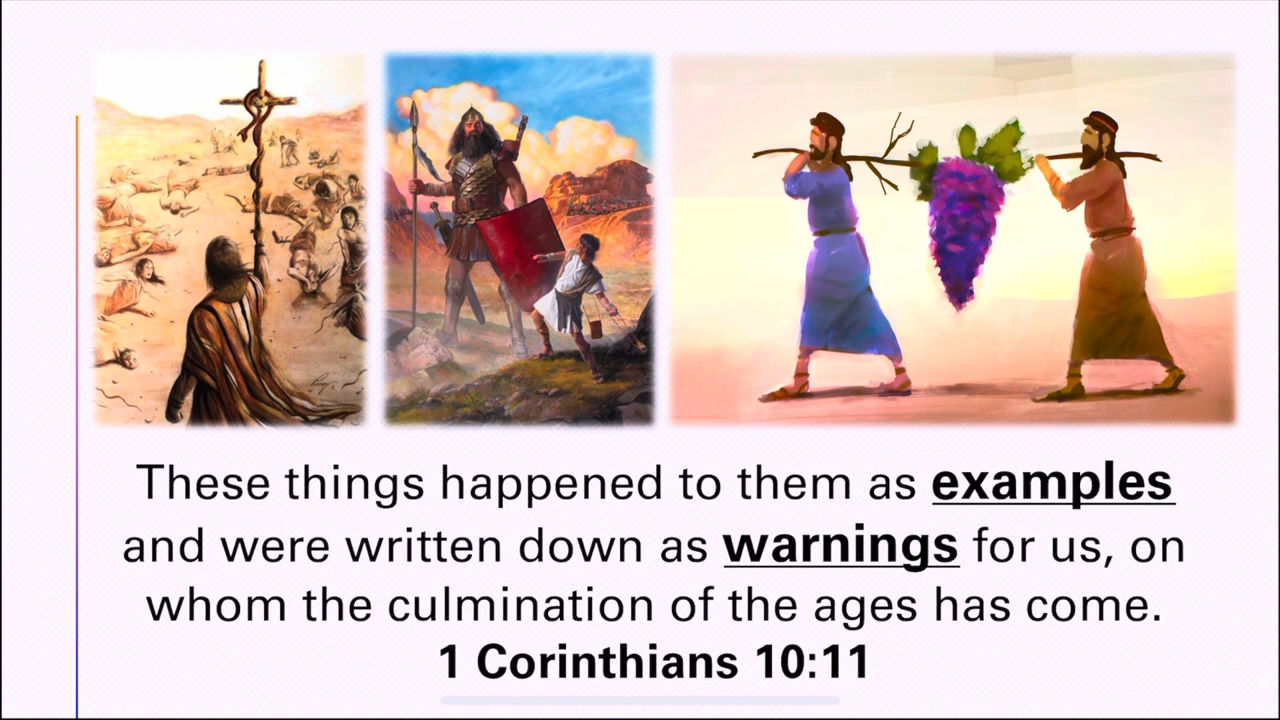 These things happened to them as examples
and were written down as warnings for us, on
whom the culmination of the ages has come.
1 Corinthians 10:11